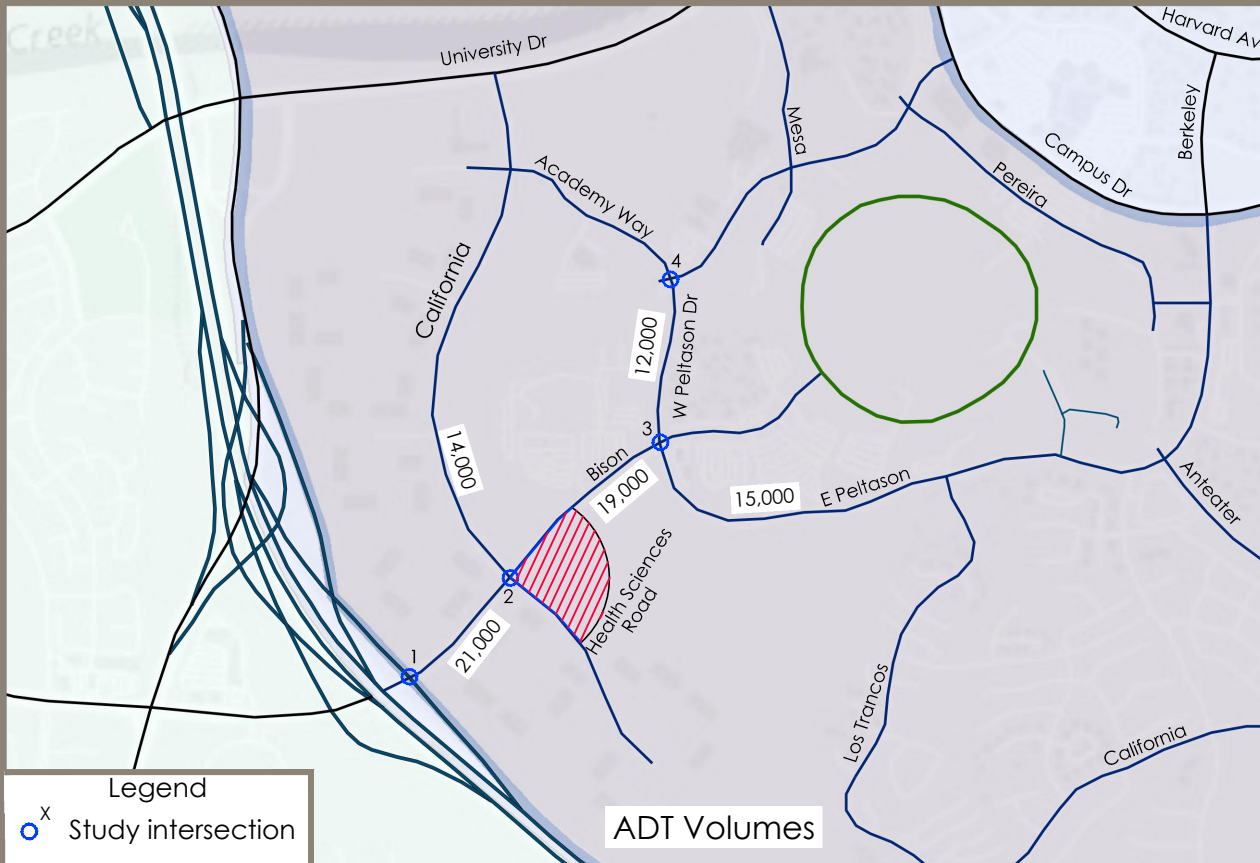 Creek
University Dr
Harvard Av
Berkeley
Mesa
Campus Dr
Pereira
Academy Way
California
4
12,000
W Peltason Dr
3
14,000
Bison
19,000
15,000
E Peltason
Anteater
Health Sciences
Road
2
21,000
1
Los Trancos
California
Legend
X
Study intersection
ADT Volumes